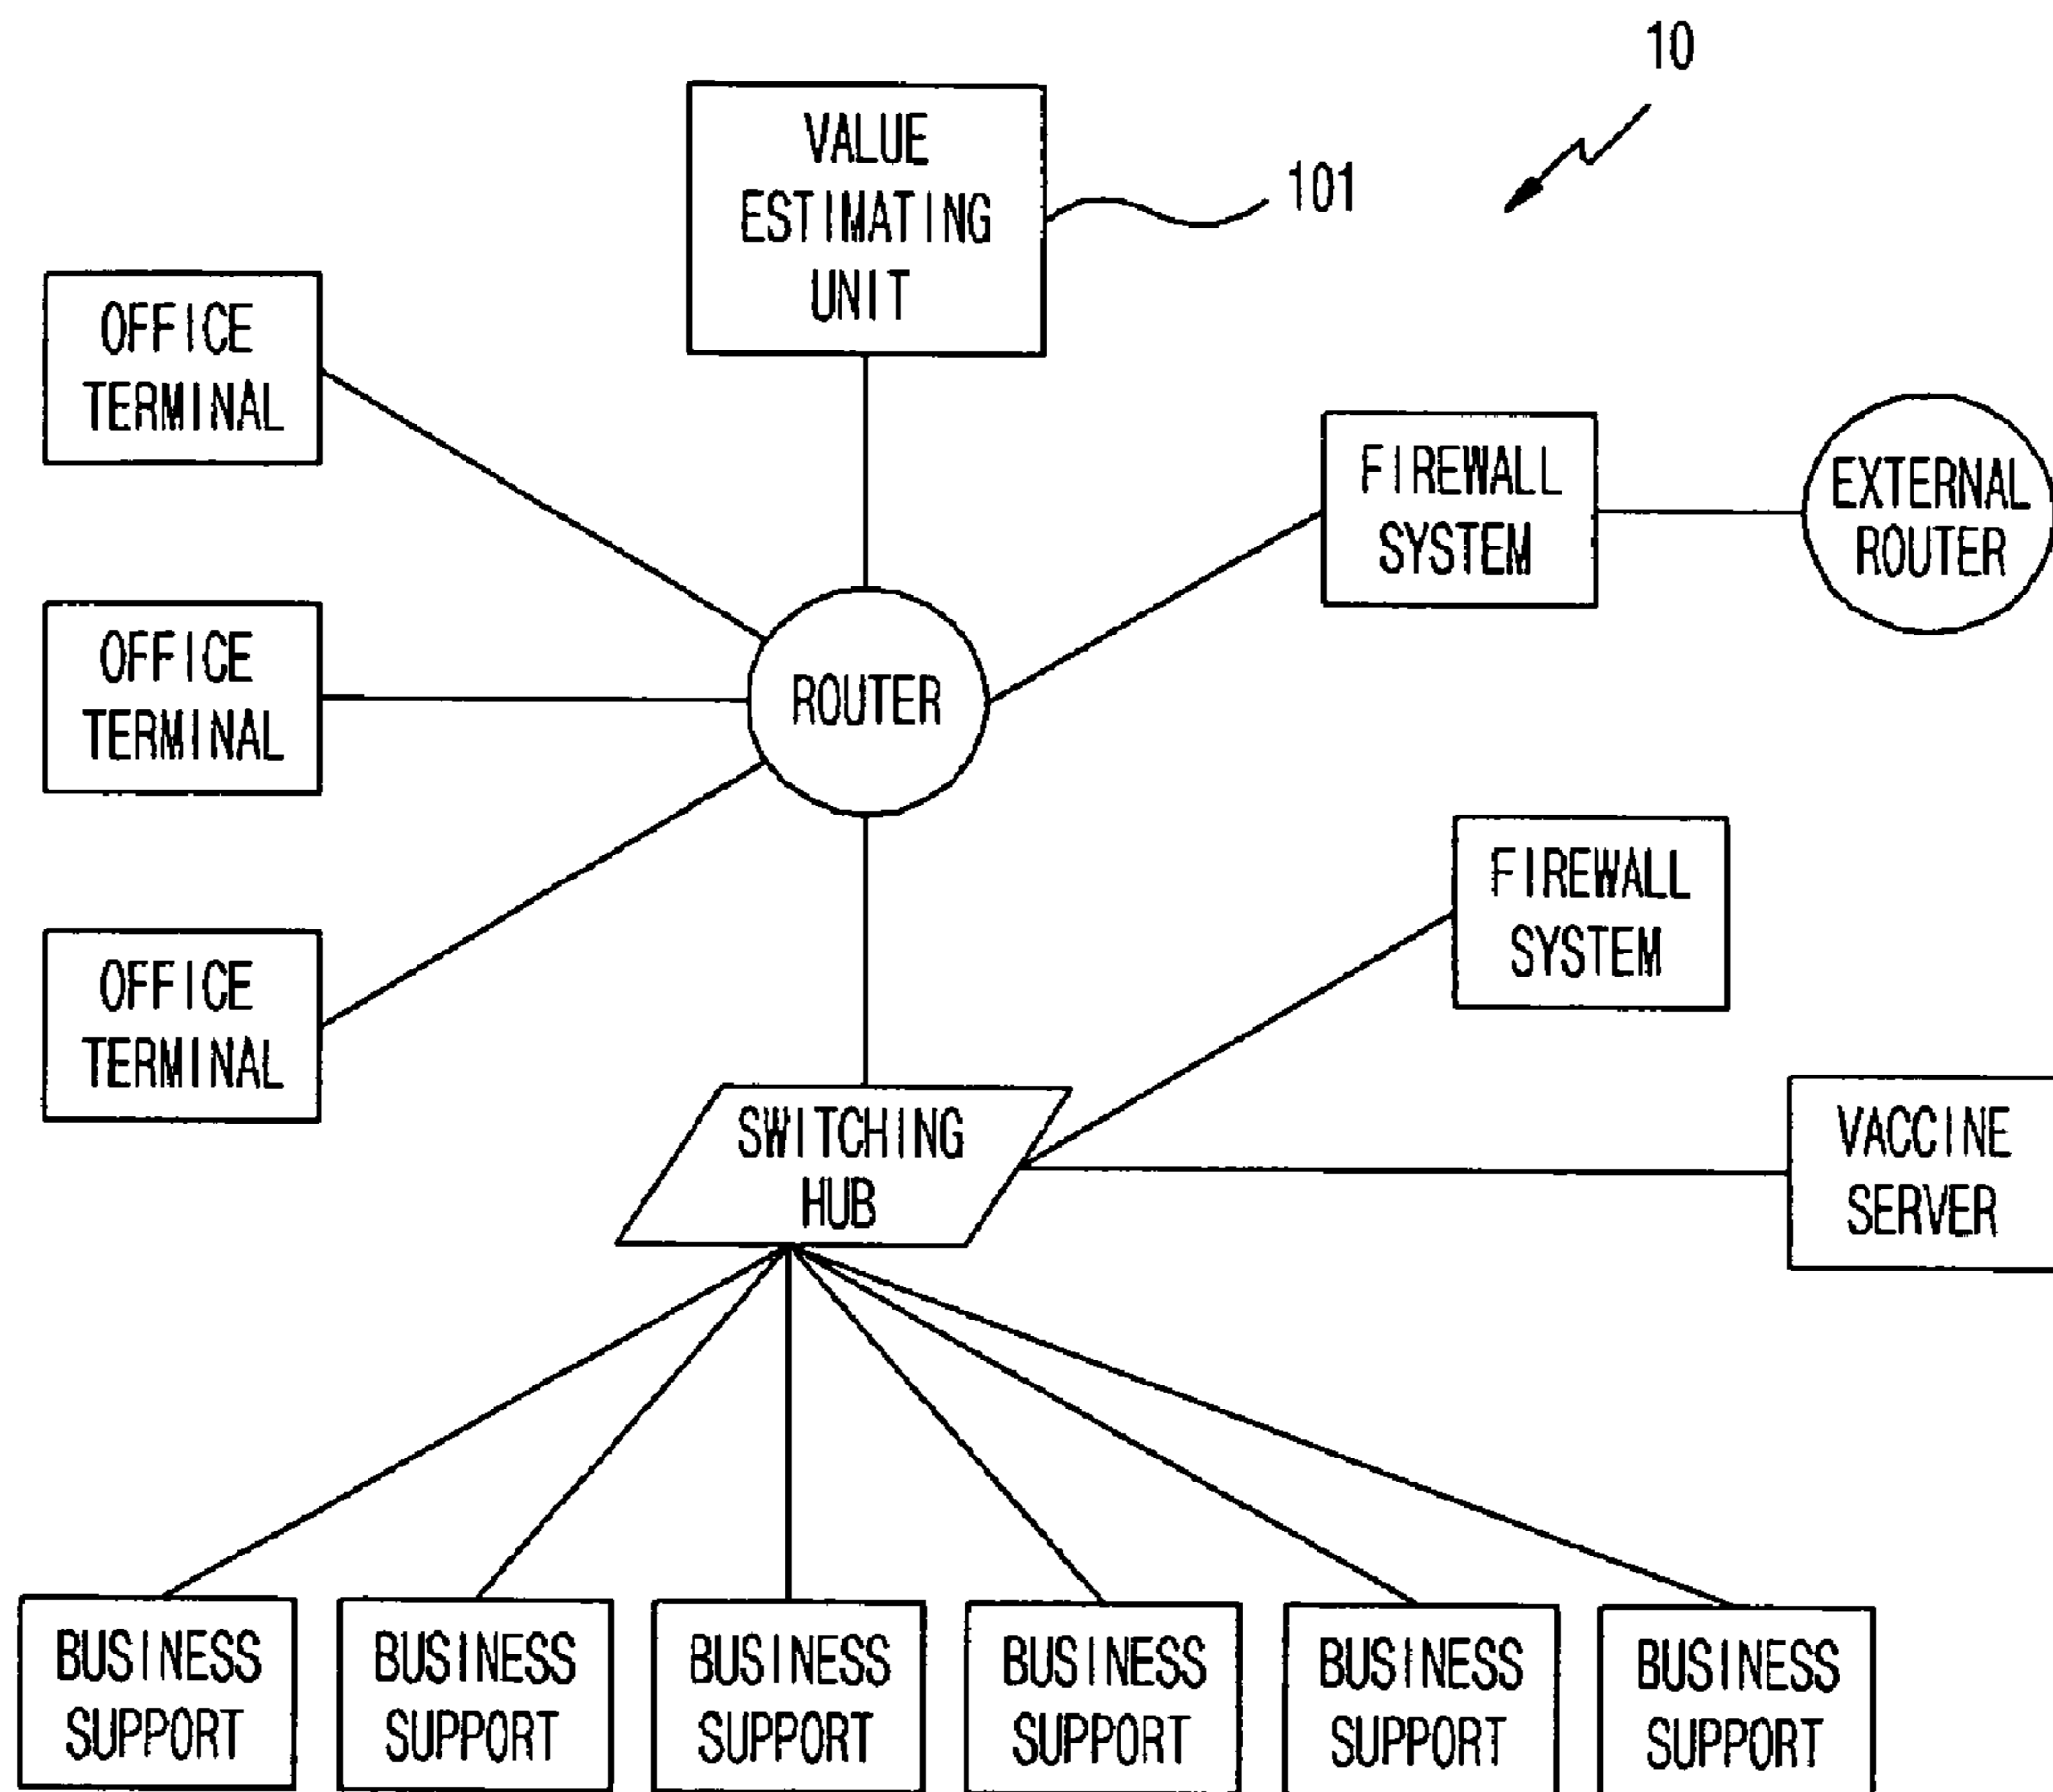 10
VALUE
ESTIMATING
UNIT
101
OFFICE
TERMINAL
FIREWALL
SYSTEM
EXTERNAL
ROUTER
OFFICE
TERMINAL
ROUTER
FIREWALL
SYSTEM
OFFICE
TERMINAL
SWITCHING
HUB
VACCINE
SERVER
BUSINESS
SUPPORT
BUSINESS
SUPPORT
BUSINESS
SUPPORT
BUSINESS
SUPPORT
BUSINESS
SUPPORT
BUSINESS
SUPPORT